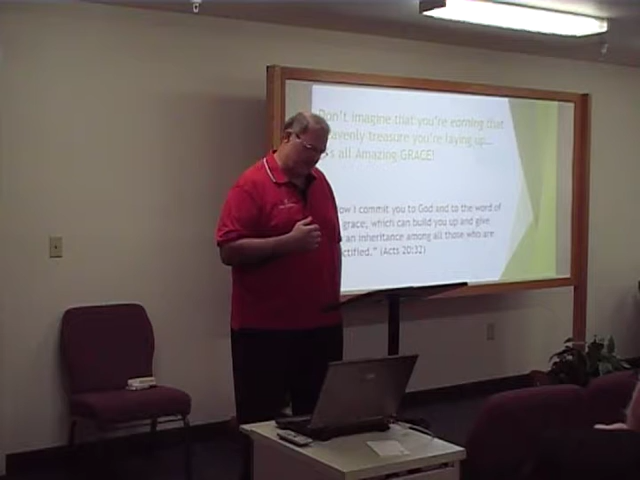 Don't imagine that you're earning that
heavenly treasure you're laying up...
s all Amazing GRACE!
ow I commit you to God and to the word of
grace, which can build you up and give
an inheritance among all those who are
ctified." (Acts 20:32)